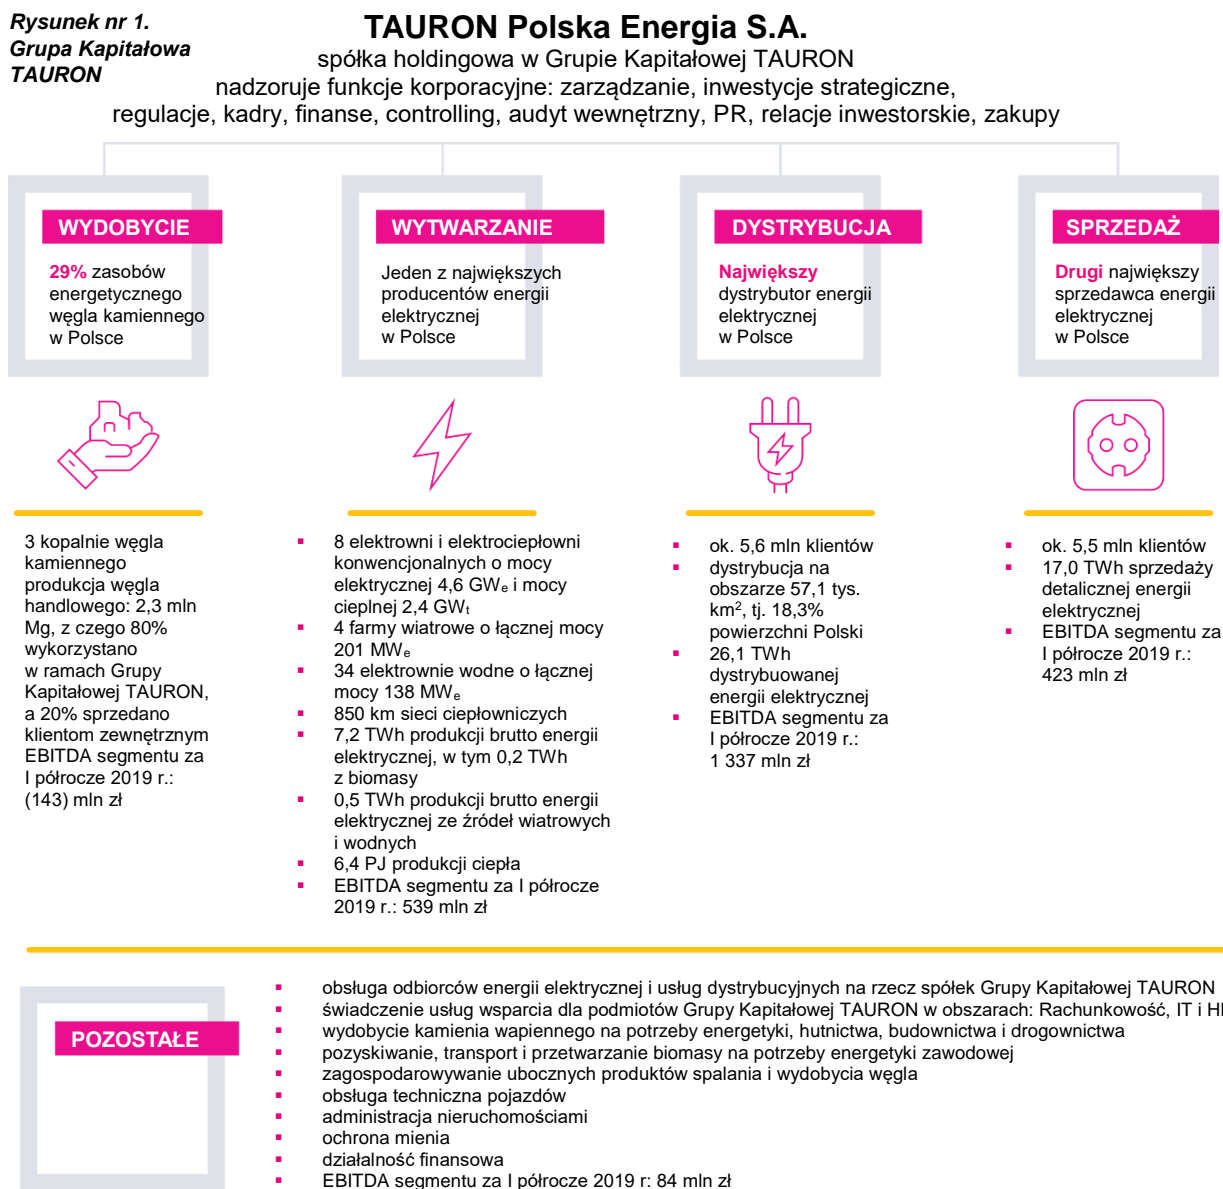 Rysunek nr 1.
Grupa Kapitałowa
TAURON
TAURON Polska Energia S.A.
spółka holdingowa w Grupie Kapitałowej TAURON
nadzoruje funkcje korporacyjne: zarządzanie, inwestycje strategiczne,
regulacje, kadry, finanse, controlling, audyt wewnętrzny, PR, relacje inwestorskie, zakupy
WYDOBYCIE
29% zasobów
energetycznego
węgla kamiennego
w Polsce
3 kopalnie węgla
kamiennego
produkcja węgla
handlowego: 2,3 mln
Mg, z czego 80%
wykorzystano
w ramach Grupy
Kapitałowej TAURON,
a 20% sprzedano
klientom zewnętrznym
EBITDA segmentu za
I półrocze 2019 r.:
(143) mln zł
WYTWARZANIE
Jeden z największych
producentów energii
elektrycznej
w Polsce
▪ 8 elektrowni i elektrociepłowni
konwencjonalnych o mocy
elektrycznej 4,6 GWₑ i mocy
cieplnej 2,4 GWₜ
▪ 4 farmy wiatrowe o łącznej mocy
201 MWₑ
▪ 34 elektrownie wodne o łącznej
mocy 138 MWₑ
▪ 850 km sieci ciepłowniczych
▪ 7,2 TWh produkcji brutto energii
elektrycznej, w tym 0,2 TWh
z biomasy
▪ 0,5 TWh produkcji brutto energii
elektrycznej ze źródeł wiatrowych
i wodnych
▪ 6,4 PJ produkcji ciepła
▪ EBITDA segmentu za I półrocze
2019 r.: 539 mln zł
DYSTRYBUCJA
Największy
dystrybutor energii
elektrycznej
w Polsce
▪ ok. 5,6 mln klientów
▪ dystrybucja na
obszarze 57,1 tys.
km², tj. 18,3%
powierzchni Polski
▪ 26,1 TWh
dystrybuowanej
energii elektrycznej
▪ EBITDA segmentu za
I półrocze 2019 r.:
1 337 mln zł
SPRZEDAŻ
Drugi największy
sprzedawca energii
elektrycznej
w Polsce
▪ ok. 5,5 mln klientów
▪ 17,0 TWh sprzedaży
detalicznej energii
elektrycznej
▪ EBITDA segmentu za
I półrocze 2019 r.:
423 mln zł
POZOSTAŁE
▪ obsługa odbiorców energii elektrycznej i usług dystrybucyjnych na rzecz spółek Grupy Kapitałowej TAURON
▪ świadczenie usług wsparcia dla podmiotów Grupy Kapitałowej TAURON w obszarach: Rachunkowość, IT i
▪ wydobycie kamienia wapiennego na potrzeby energetyki, hutnictwa, budownictwa i drogownictwa
▪ pozyskiwanie, transport i przetwarzanie biomasy na potrzeby energetyki zawodowej
▪ zagospodarowywanie ubocznych produktów spalania i wydobycia węgla
▪ obsługa techniczna pojazdów
▪ administracja nieruchomościami
▪ ochrona mienia
▪ działalność finansowa
▪ EBITDA segmentu za I półrocze 2019 r: 84 mln zł